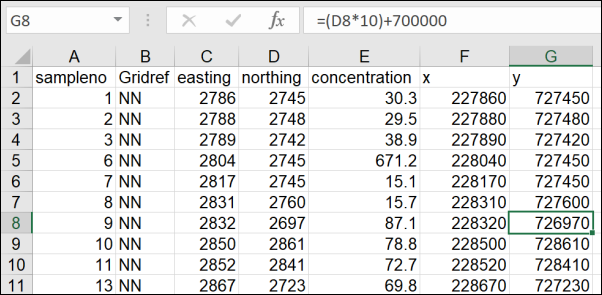 G8 fx =(D8*10)+700000
A B C D E F G
1 sampleno Gridref easting northing concentration x y
2 1 NN 2786 2745 30.3 227860 727450
3 2 NN 2788 2748 29.5 227880 727480
4 3 NN 2789 2742 38.9 227890 727420
5 6 NN 2804 2745 671.2 228040 727450
6 7 NN 2817 2745 15.1 228170 727450
7 8 NN 2831 2760 15.7 228310 727600
8 9 NN 2832 2697 87.1 228320 726970
9 10 NN 2850 2861 78.8 228500 728610
10 11 NN 2852 2841 72.7 228520 728410
11 13 NN 2867 2723 69.8 228670 727230